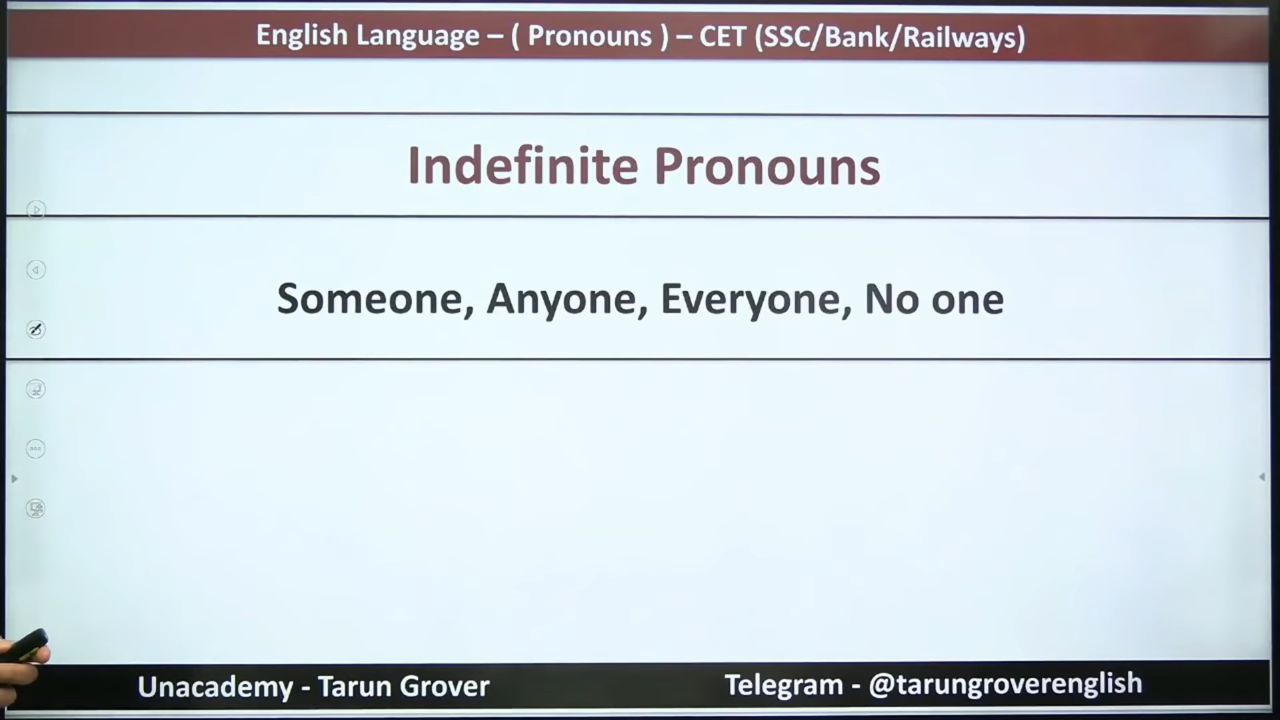 English Language – ( Pronouns ) – CET (SSC/Bank/Railways)
Indefinite Pronouns
Someone, Anyone, Everyone, No one
Unacademy - Tarun Grover
Telegram - @tarungroverenglish